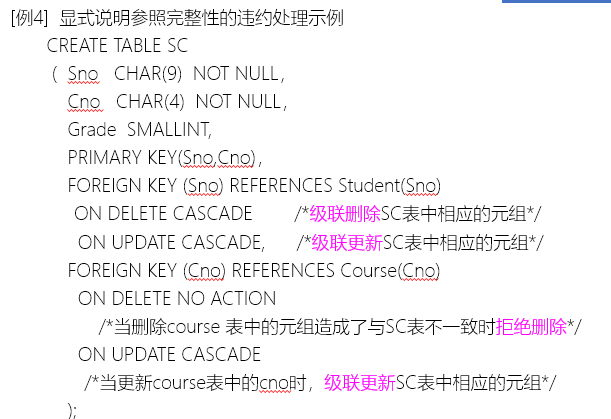 [例4]  显式说明参照完整性的违约处理示例
CREATE TABLE SC
(  Sno   CHAR(9)  NOT NULL，
Cno   CHAR(4)  NOT NULL，
Grade  SMALLINT,
PRIMARY KEY(Sno,Cno)，
FOREIGN KEY (Sno) REFERENCES Student(Sno)
ON DELETE CASCADE        /*级联删除SC表中相应的元组*/
ON UPDATE CASCADE,      /*级联更新SC表中相应的元组*/
FOREIGN KEY (Cno) REFERENCES Course(Cno)
ON DELETE NO ACTION
/*当删除course 表中的元组造成了与SC表不一致时拒绝删除*/
ON UPDATE CASCADE
/*当更新course表中的cno时，级联更新SC表中相应的元组*/
);